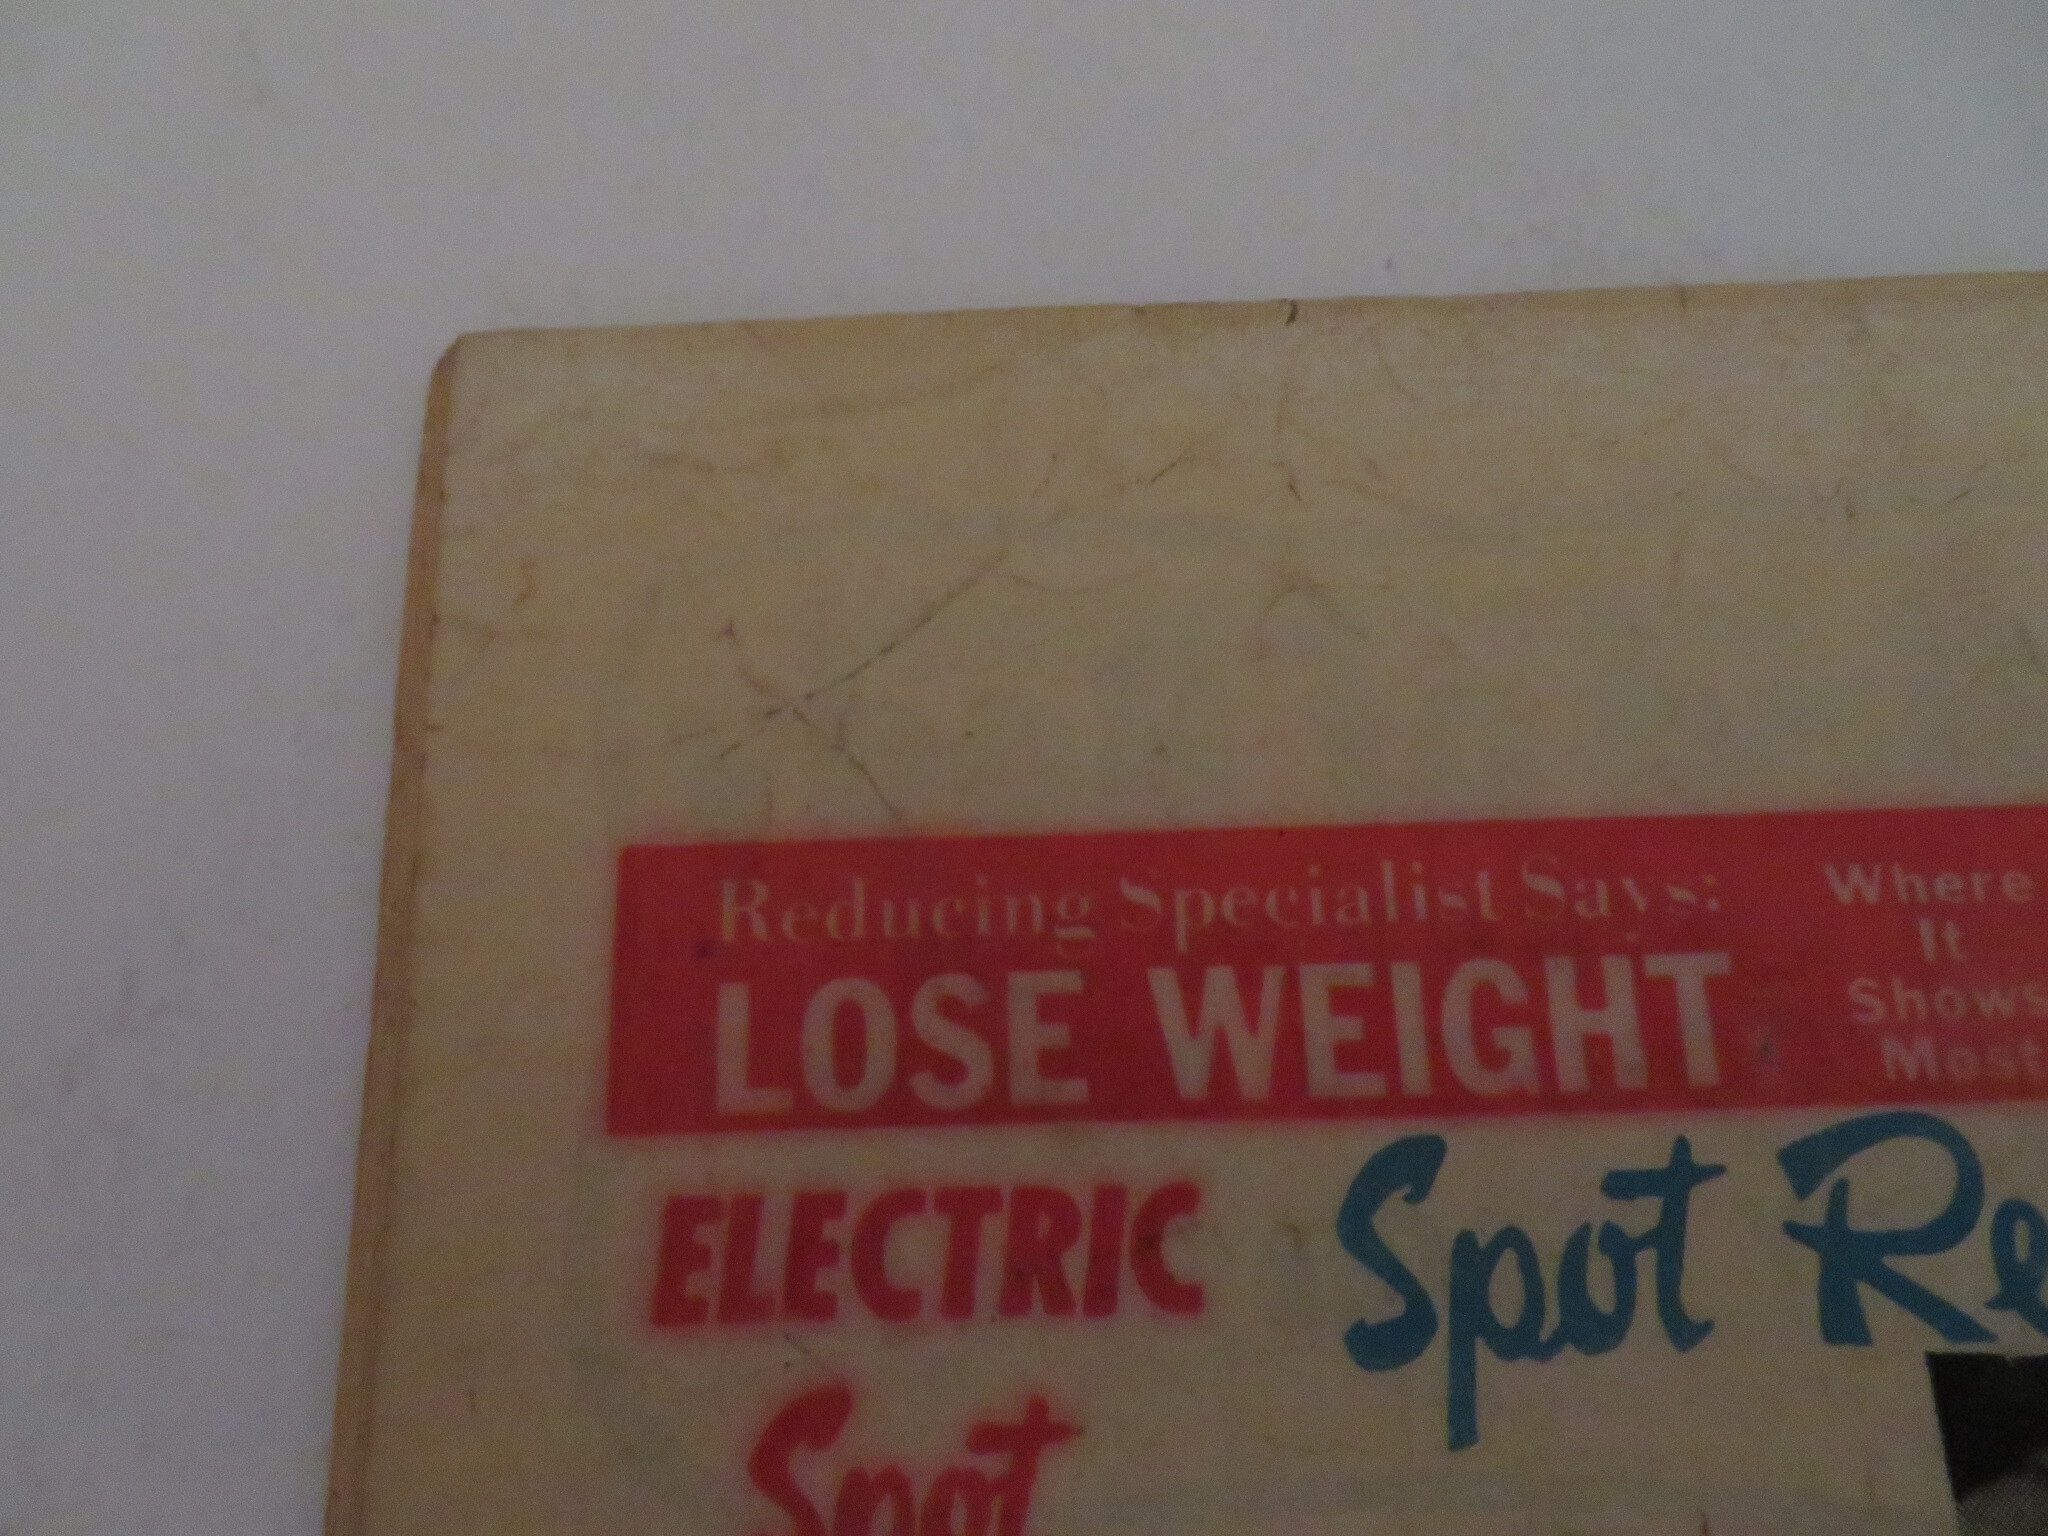 Reducing Specialist Says:
LOSE WEIGHT
Where
It
Shows
Most
ELECTRIC
Spot Re
Spot